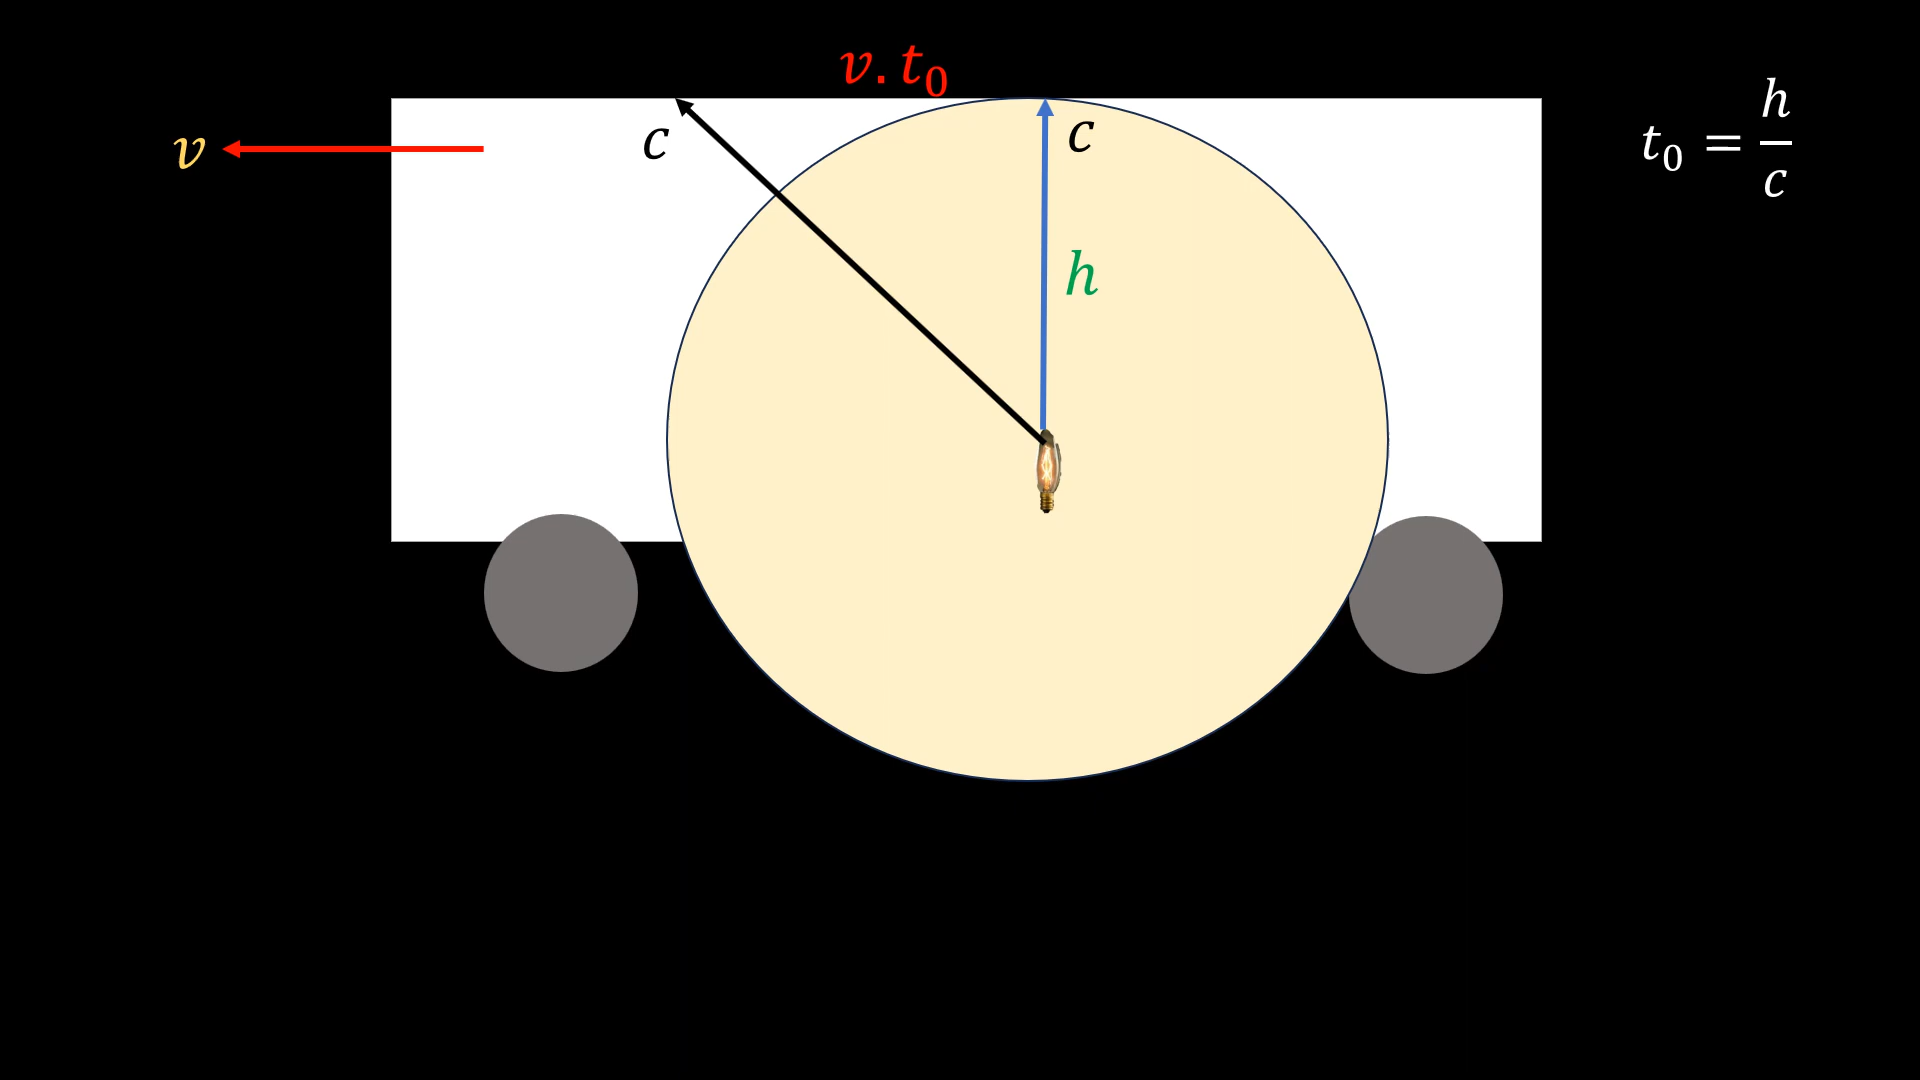 v.t₀
v
c
c
h
t₀ = h/c